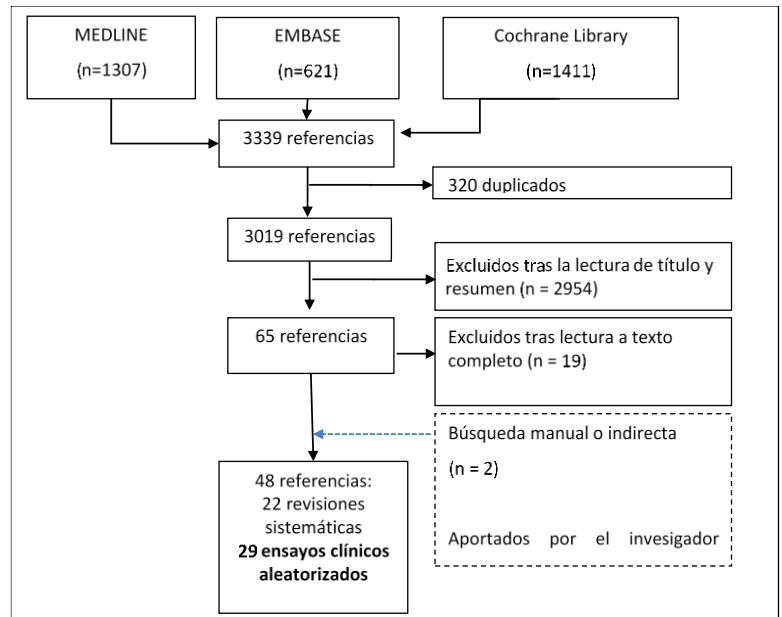 MEDLINE
(n=1307)
EMBASE
(n=621)
Cochrane Library
(n=1411)
3339 referencias
320 duplicados
3019 referencias
Excluidos tras la lectura de título y
resumen (n = 2954)
65 referencias
Excluidos tras lectura a texto
completo (n = 19)
Búsqueda manual o indirecta
(n = 2)
Aportados por el invesigador
48 referencias:
22 revisiones
sistemáticas
29 ensayos clínicos
aleatorizados